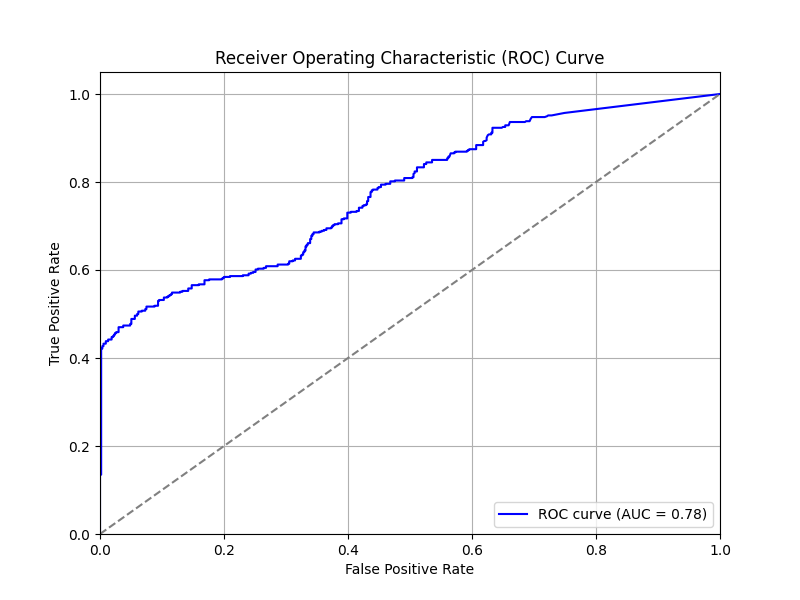 Receiver Operating Characteristic (ROC) Curve
1.0
0.8
0.6
0.4
0.2
0.0
True Positive Rate
ROC curve (AUC = 0.78)
0.0 0.2 0.4 0.6 0.8 1.0
False Positive Rate